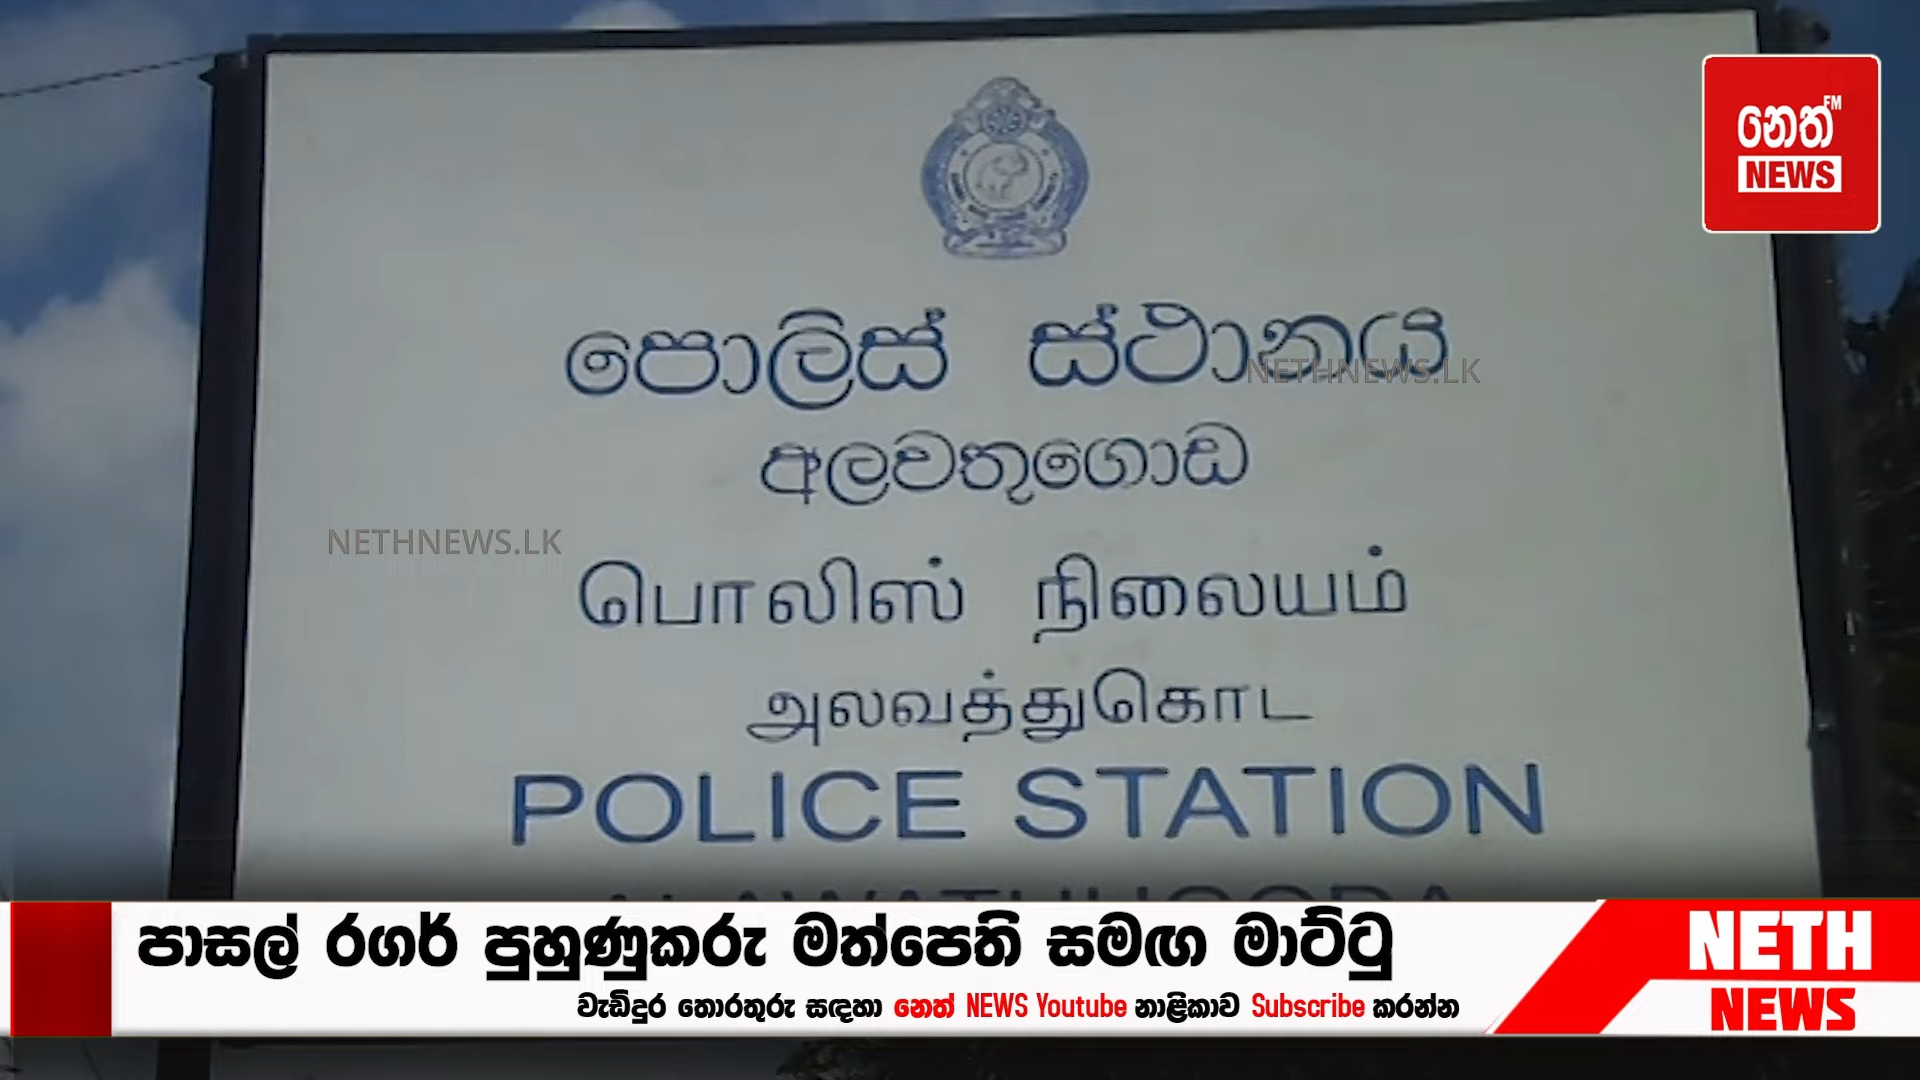 නෙත් FM
NEWS
පොලිස් ස්ථානය
NETHNEWS.LK
අලවතුගොඩ
NETHNEWS.LK
பொலிஸ் நிலையம்
அலவத்துகொட
POLICE STATION
පාසල් රගර් පුහුණුකරු මත්පෙති සමඟ මාට්ටු
NETH
NEWS
වැඩිදුර තොරතුරු සඳහා නෙත් NEWS Youtube නාළිකාව Subscribe කරන්න